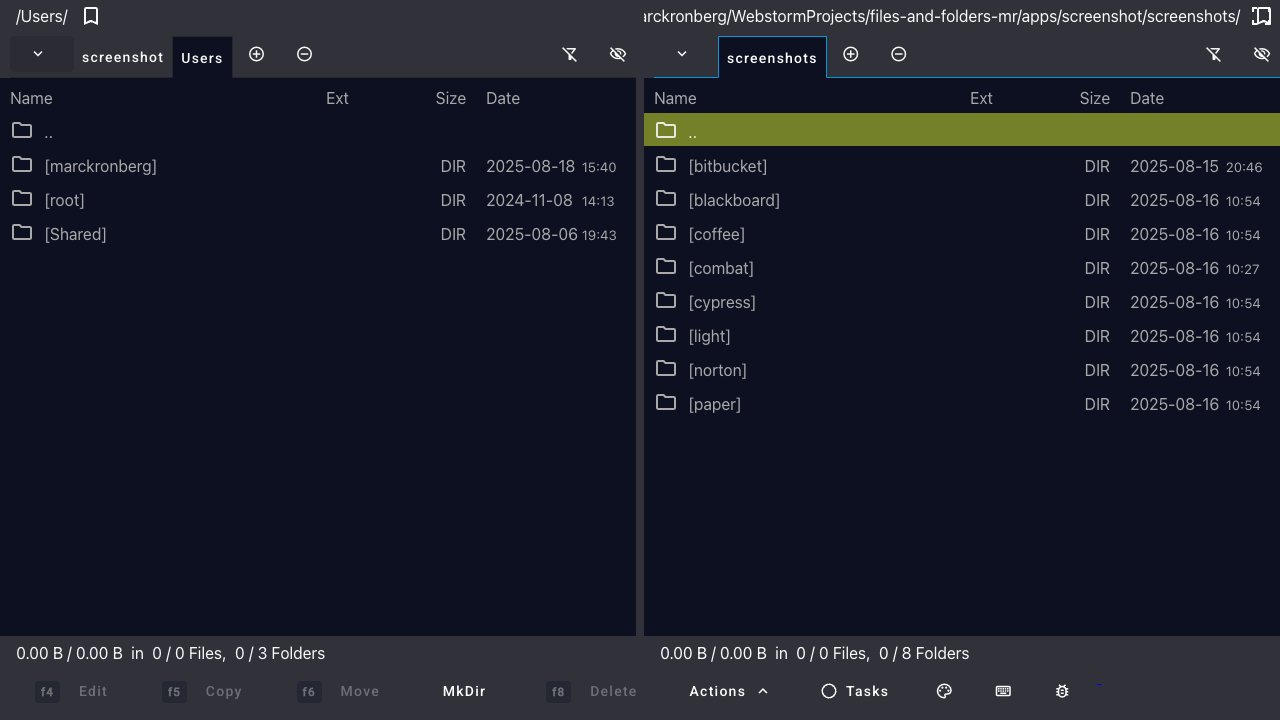 /Users/
arckronberg/WebstormProjects/files-and-folders-mr/apps/screenshot/screenshots/
screenshot Users
screenshots
Name Ext Size Date
..
[marckronberg] DIR 2025-08-18 15:40
[root] DIR 2024-11-08 14:13
[Shared] DIR 2025-08-06 19:43
Name Ext Size Date
..
[bitbucket] DIR 2025-08-15 20:46
[blackboard] DIR 2025-08-16 10:54
[coffee] DIR 2025-08-16 10:54
[combat] DIR 2025-08-16 10:27
[cypress] DIR 2025-08-16 10:54
[light] DIR 2025-08-16 10:54
[norton] DIR 2025-08-16 10:54
[paper] DIR 2025-08-16 10:54
0.00 B / 0.00 B in 0 / 0 Files, 0 / 3 Folders
0.00 B / 0.00 B in 0 / 0 Files, 0 / 8 Folders
f4 Edit f5 Copy f6 Move MkDir f8 Delete Actions Tasks